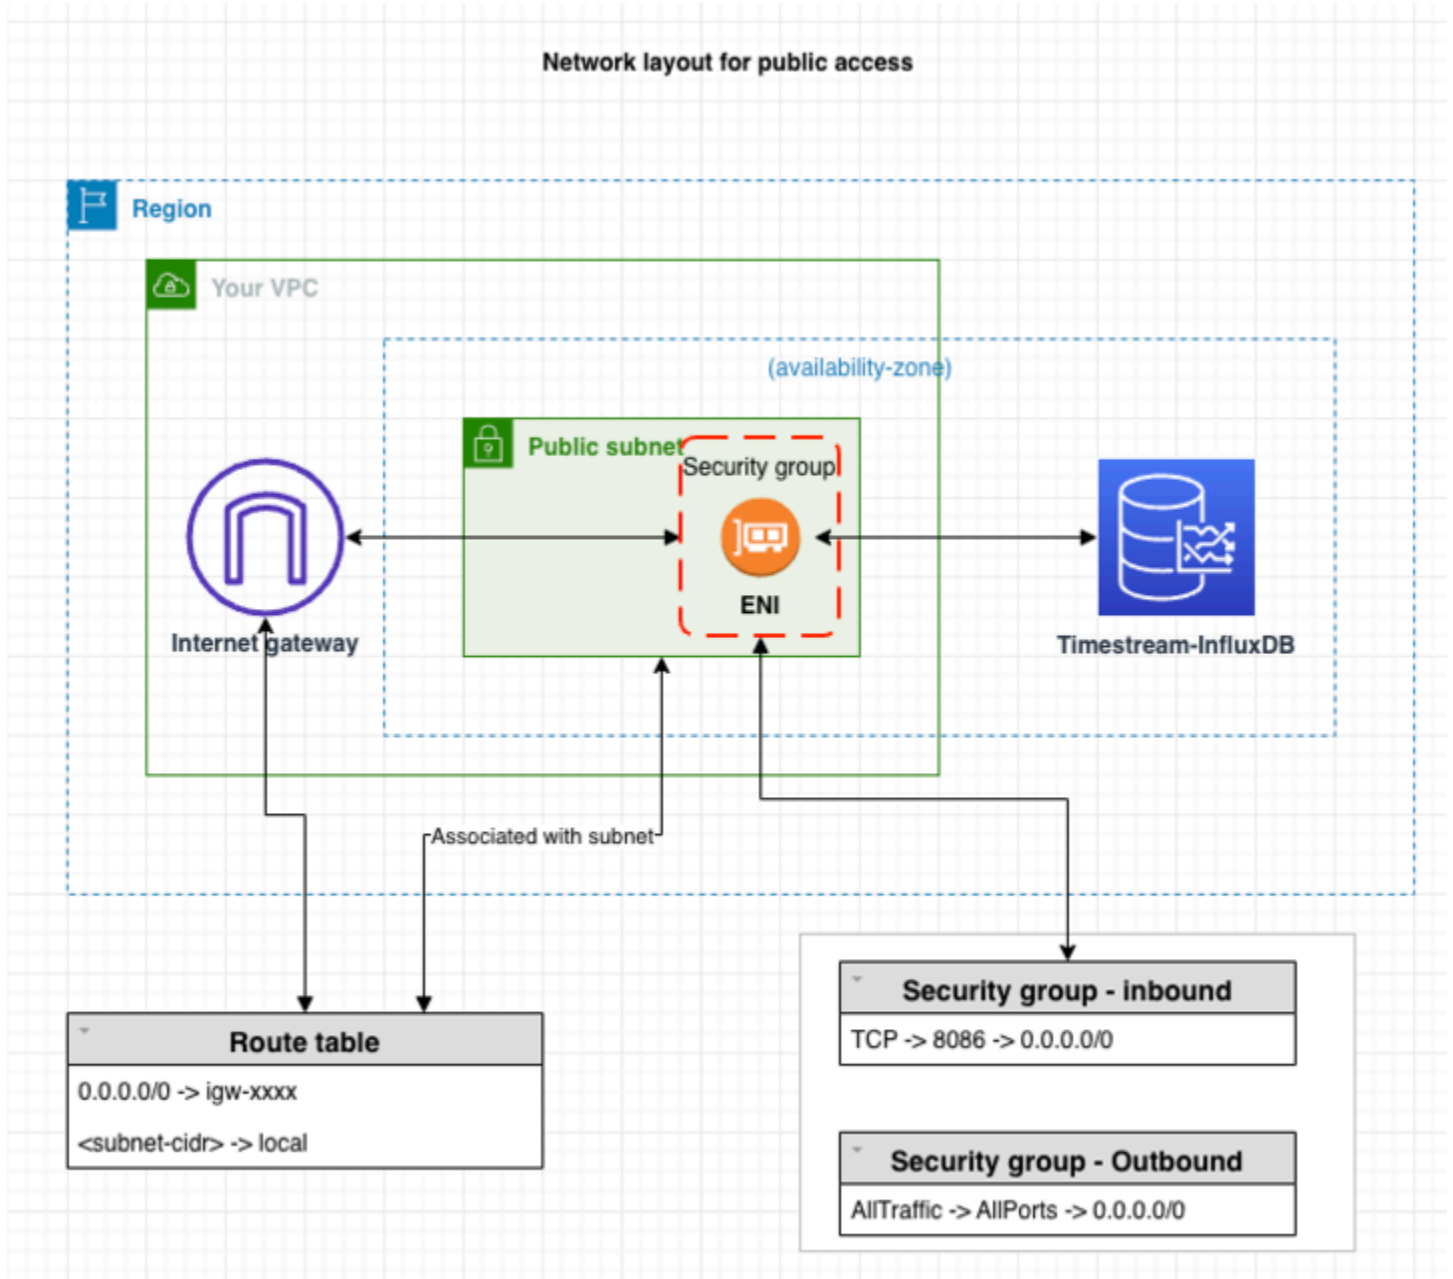 Network layout for public access
Region
Your VPC
(availability-zone)
Public subnet
Security group
ENI
Internet gateway
Timestream-InfluxDB
Associated with subnet
Security group - inbound
TCP -> 8086 -> 0.0.0.0/0
Route table
0.0.0.0/0 -> igw-xxxx
<subnet-cidr> -> local
Security group - Outbound
AllTraffic -> AllPorts -> 0.0.0.0/0